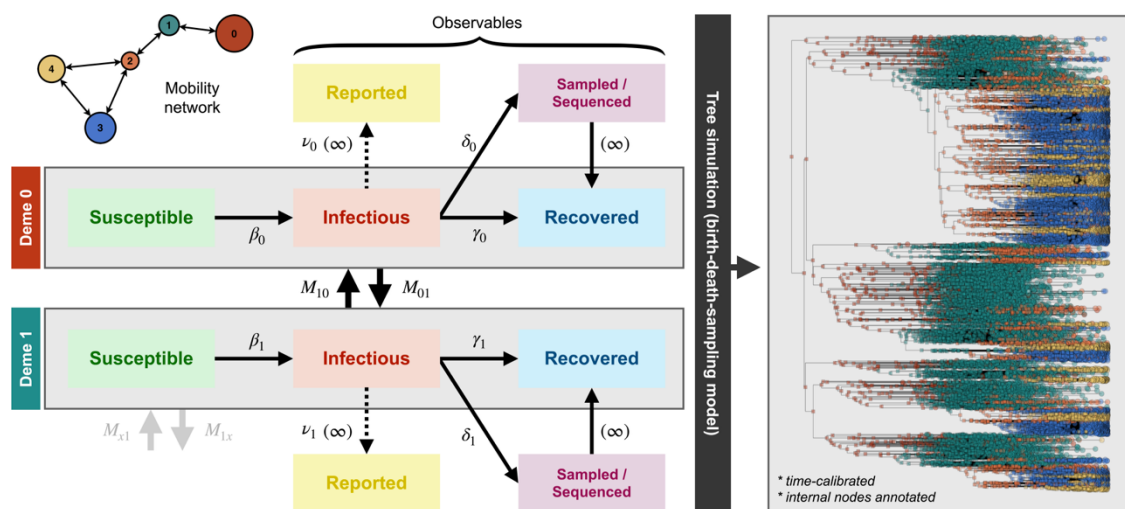 Observables
1
0
2
4
3
Mobility
network
Reported
Sampled /
Sequenced
ν₀ (∞)
δ₀
(∞)
Deme 0
Susceptible
Infectious
Recovered
β₀
γ₀
M₁₀
M₀₁
Deme 1
Susceptible
Infectious
Recovered
β₁
γ₁
Mₓ₁
M₁ₓ
ν₁ (∞)
δ₁
(∞)
Reported
Sampled /
Sequenced
Tree simulation (birth-death-sampling model)
* time-calibrated
* internal nodes annotated